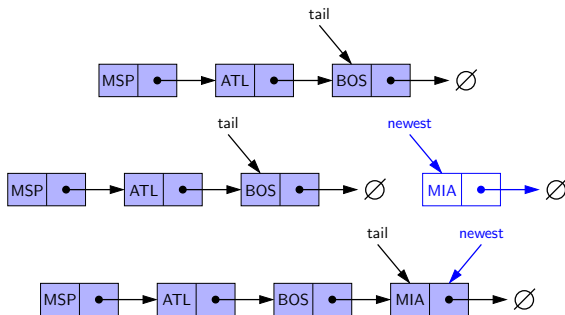 tail
MSP ATL BOS ∅
tail newest
MSP ATL BOS ∅ MIA ∅
tail newest
MSP ATL BOS MIA ∅